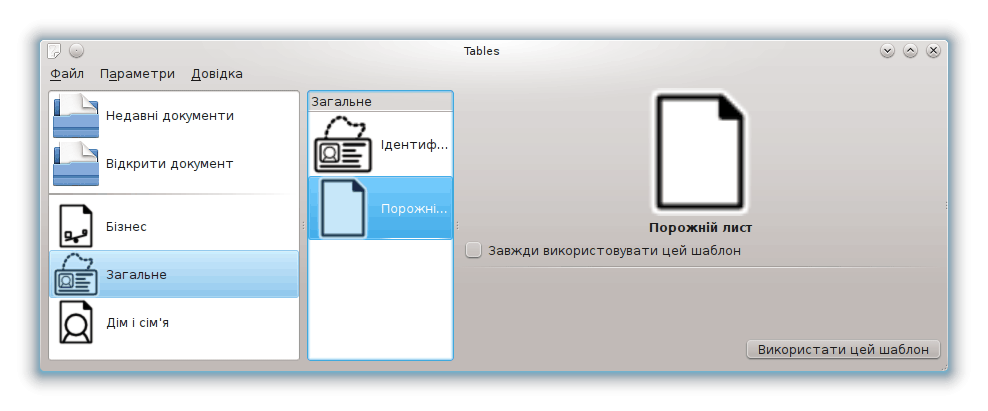 Tables
Файл Параметри Довідка
Недавні документи
Відкрити документ
Бізнес
Загальне
Дім і сім'я
Загальне
Ідентиф...
Порожні...
Порожній лист
Завжди використовувати цей шаблон
Використати цей шаблон